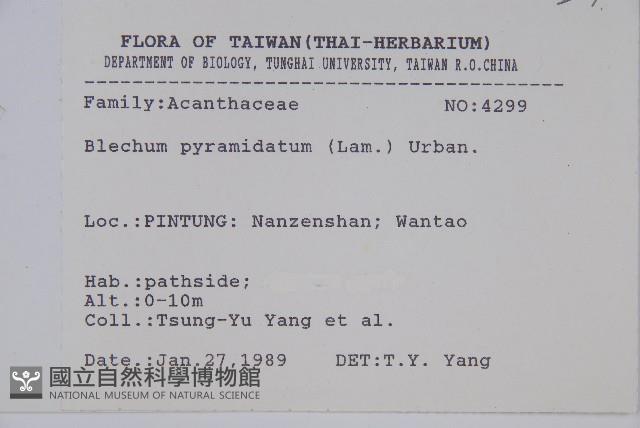 FLORA OF TAIWAN(THAI-HERBARIUM)
DEPARTMENT OF BIOLOGY, TUNGHAI UNIVERSITY, TAIWAN R.O.CHINA
Family:Acanthaceae NO:4299
Blechum pyramidatum (Lam.) Urban.
Loc.:PINTUNG: Nanzenshan; Wantao
Hab.:pathside;
Alt.:0-10m
Coll.:Tsung-Yu Yang et al.
Date.:Jan.27,1989 DET:T.Y. Yang
國立自然科學博物館
NATIONAL MUSEUM OF NATURAL SCIENCE